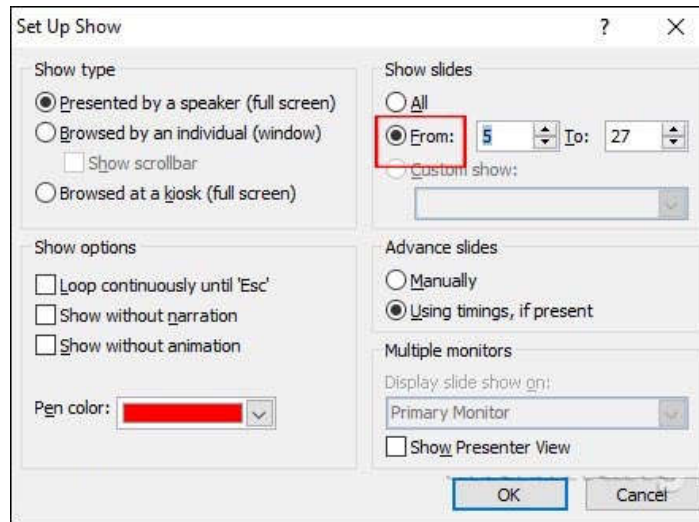 Set Up Show ?
Show type
Presented by a speaker (full screen)
Browsed by an individual (window)
Show scrollbar
Browsed at a kiosk (full screen)
Show slides
All
From: 5 To: 27
Custom show:
Show options
Loop continuously until 'Esc'
Show without narration
Show without animation
Pen color:
Advance slides
Manually
Using timings, if present
Multiple monitors
Display slide show on:
Primary Monitor
Show Presenter View
OK Cancel